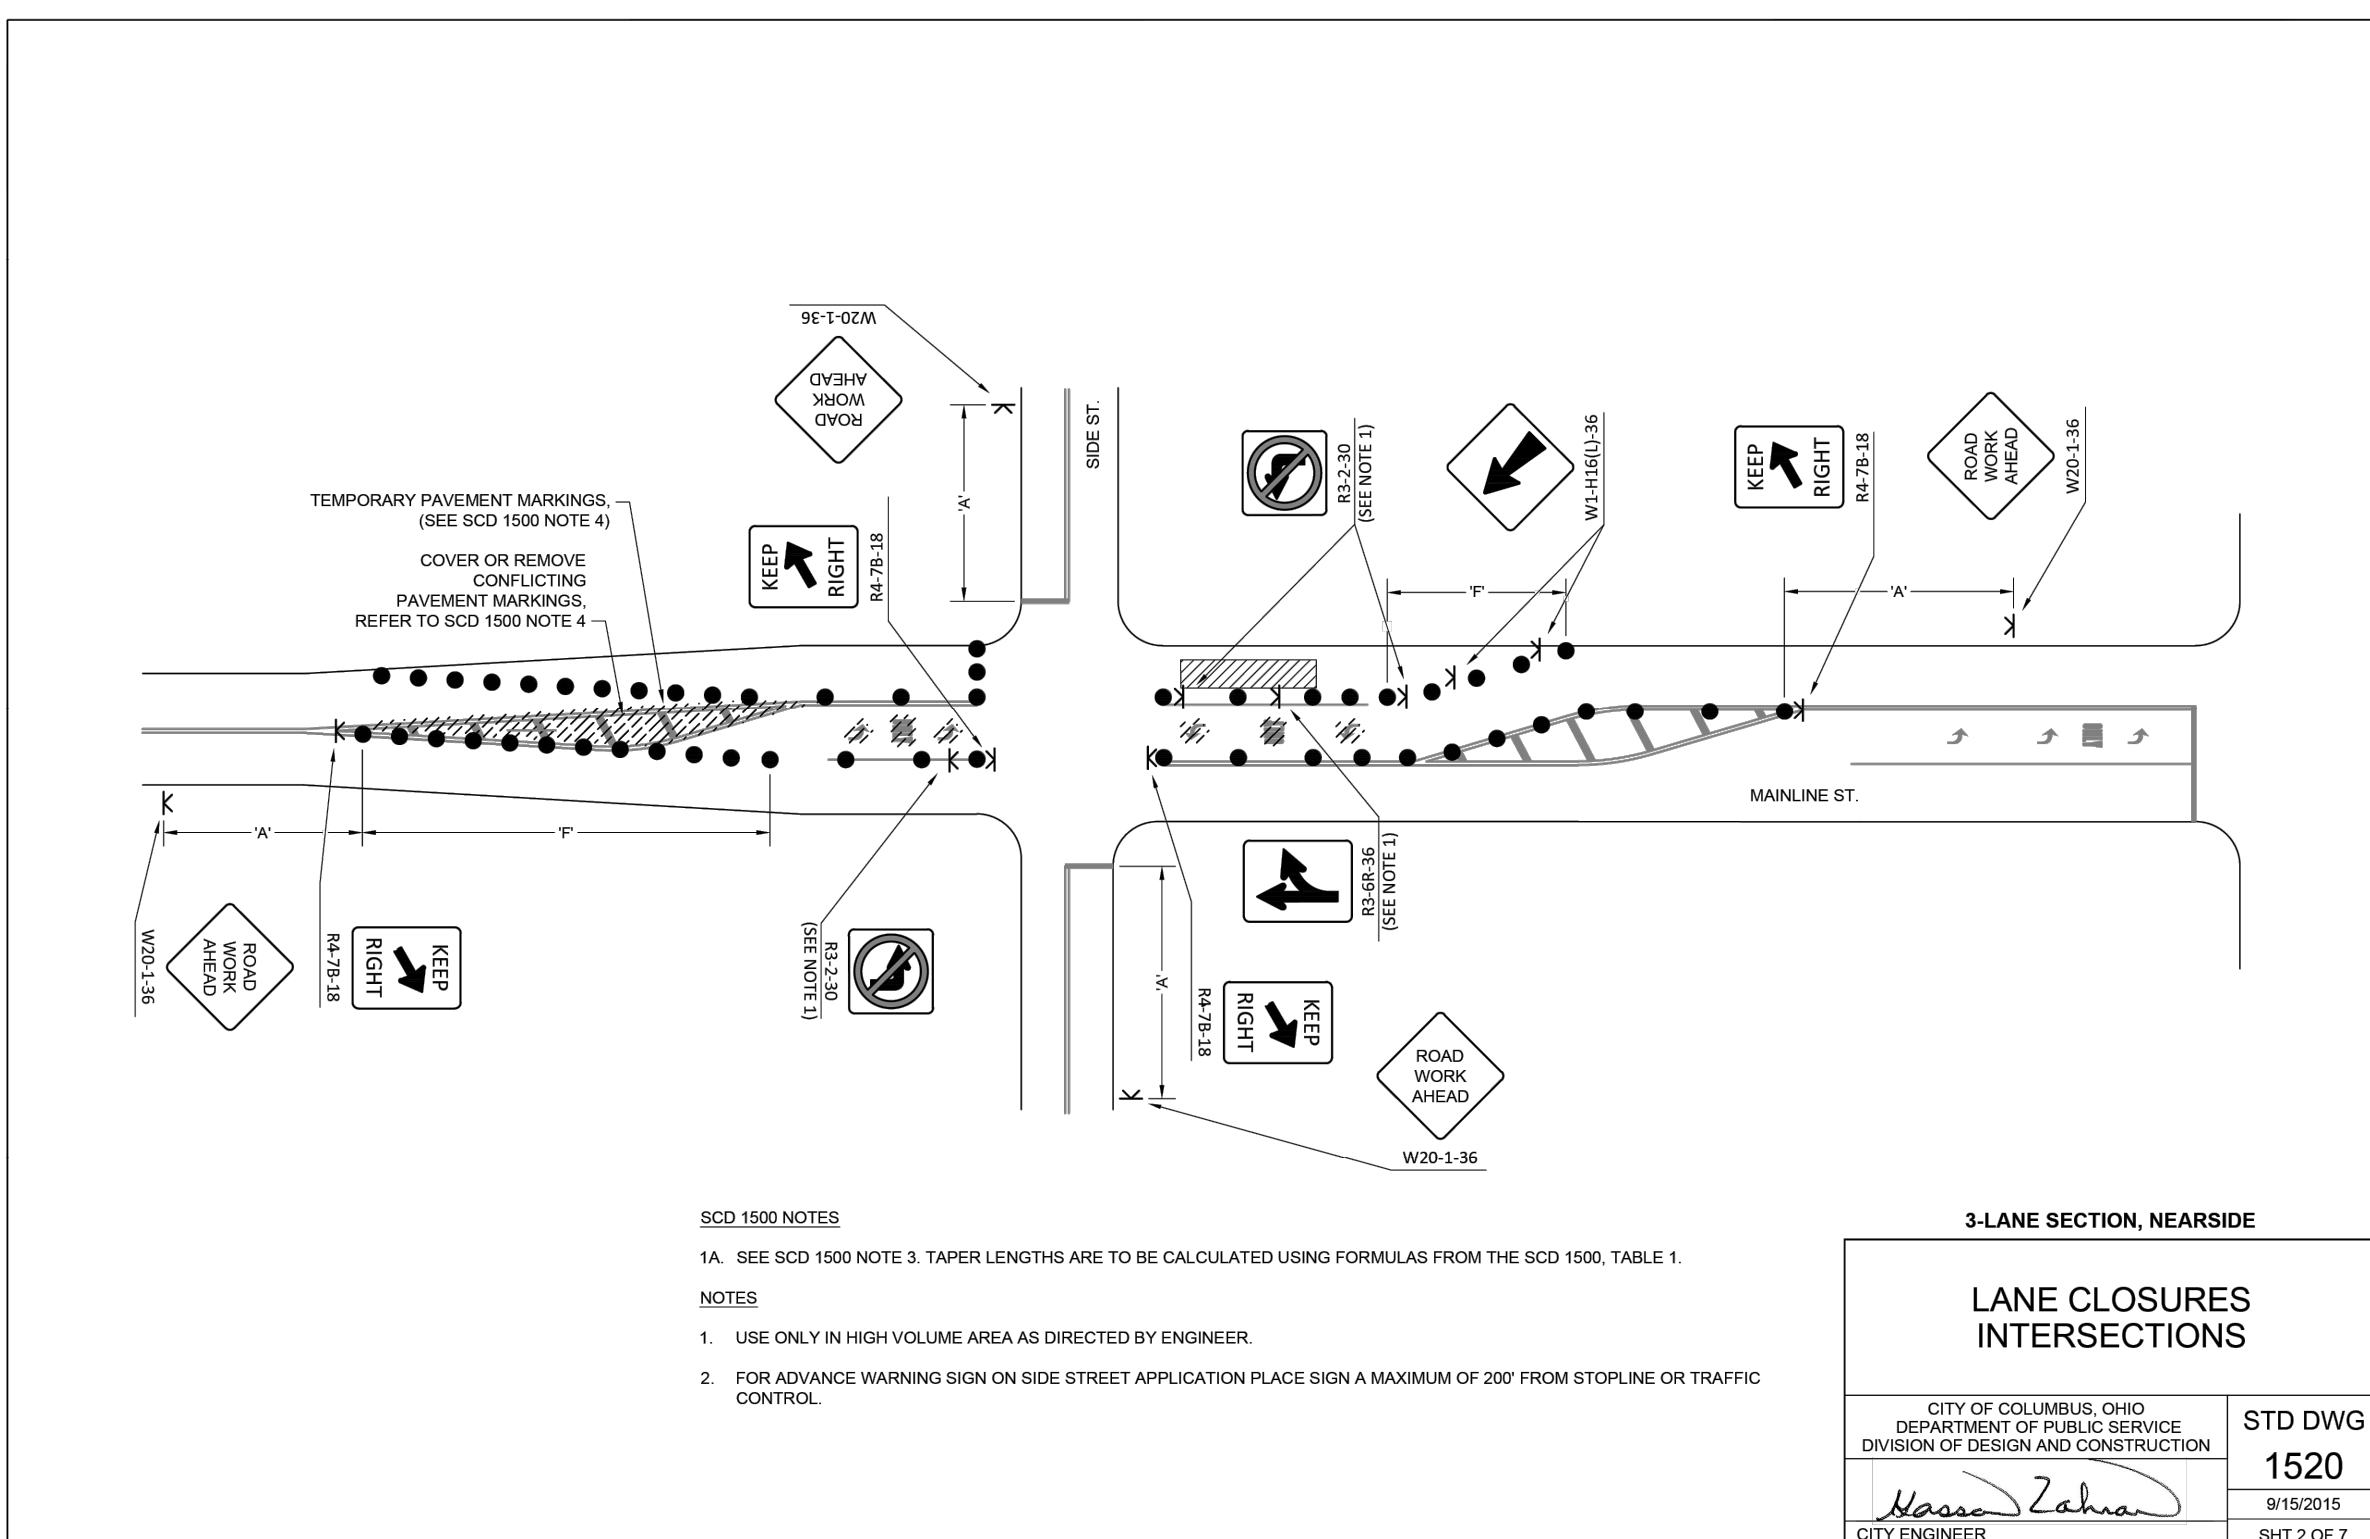 W20-1-36
ROAD
WORK
AHEAD
SIDE ST.
'A'
TEMPORARY PAVEMENT MARKINGS,
(SEE SCD 1500 NOTE 4)
COVER OR REMOVE
CONFLICTING
PAVEMENT MARKINGS,
REFER TO SCD 1500 NOTE 4
KEEP
RIGHT
R4-7B-18
R3-2-30
(SEE NOTE 1)
W1-H16(L)-36
'F'
KEEP
RIGHT
R4-7B-18
ROAD
WORK
AHEAD
W20-1-36
'A'
MAINLINE ST.
'A'
'F'
W20-1-36
ROAD
WORK
AHEAD
R4-7B-18
KEEP
RIGHT
R3-2-30
(SEE NOTE 1)
R3-6R-36
(SEE NOTE 1)
'A'
R4-7B-18
KEEP
RIGHT
ROAD
WORK
AHEAD
W20-1-36
SCD 1500 NOTES
1A. SEE SCD 1500 NOTE 3. TAPER LENGTHS ARE TO BE CALCULATED USING FORMULAS FROM THE SCD 1500, TABLE 1.
NOTES
1. USE ONLY IN HIGH VOLUME AREA AS DIRECTED BY ENGINEER.
2. FOR ADVANCE WARNING SIGN ON SIDE STREET APPLICATION PLACE SIGN A MAXIMUM OF 200' FROM STOPLINE OR TRAFFIC
CONTROL.
3-LANE SECTION, NEARSIDE
LANE CLOSURES
INTERSECTIONS
CITY OF COLUMBUS, OHIO
DEPARTMENT OF PUBLIC SERVICE
DIVISION OF DESIGN AND CONSTRUCTION
STD DWG
1520
9/15/2015
Hassan Zahran
CITY ENGINEER
SHT 2 OF 7